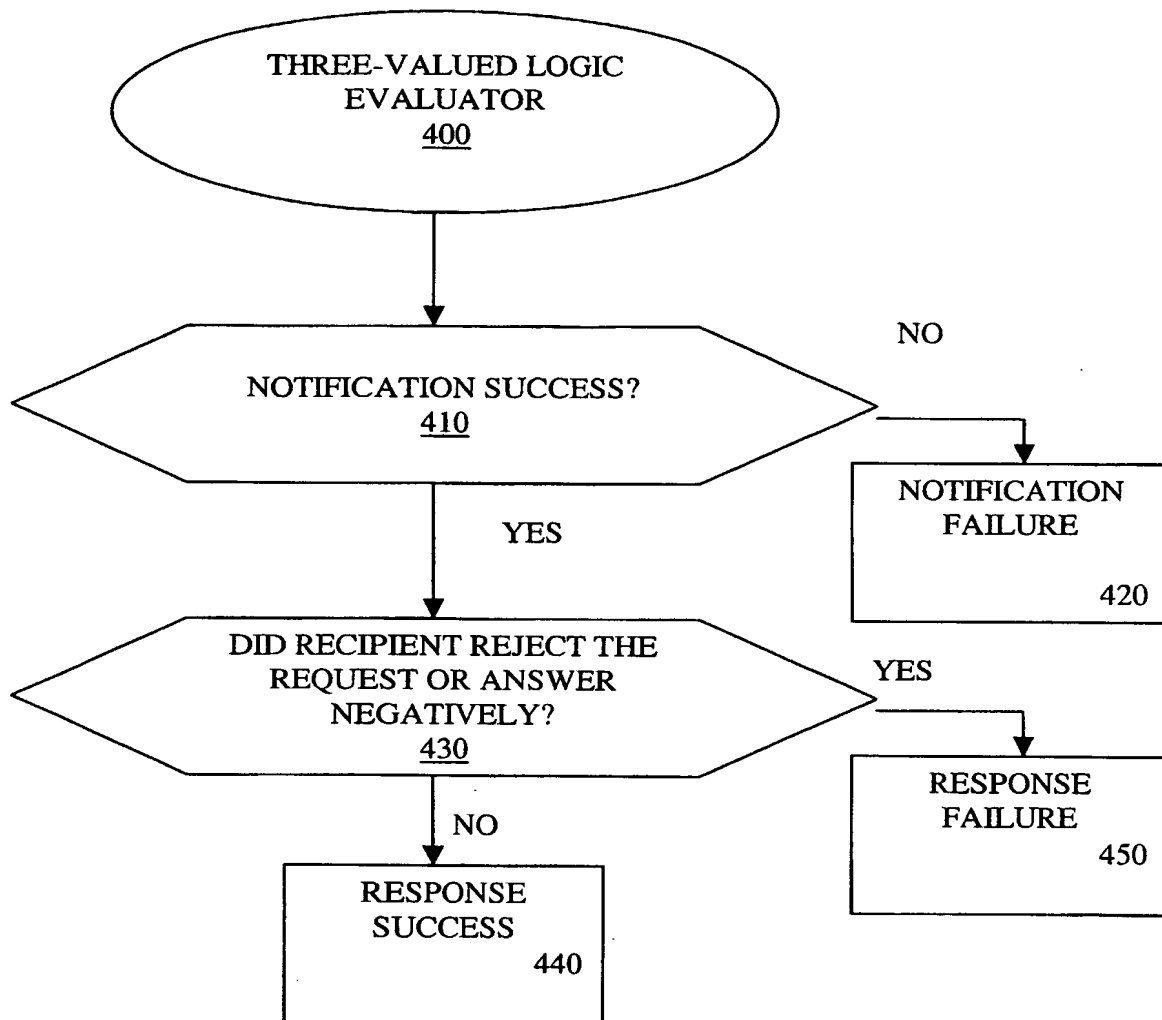 THREE-VALUED LOGIC
EVALUATOR
400
NO
NOTIFICATION SUCCESS?
410
NOTIFICATION
FAILURE
420
YES
DID RECIPIENT REJECT THE
REQUEST OR ANSWER
NEGATIVELY?
430
YES
RESPONSE
FAILURE
450
NO
RESPONSE
SUCCESS
440